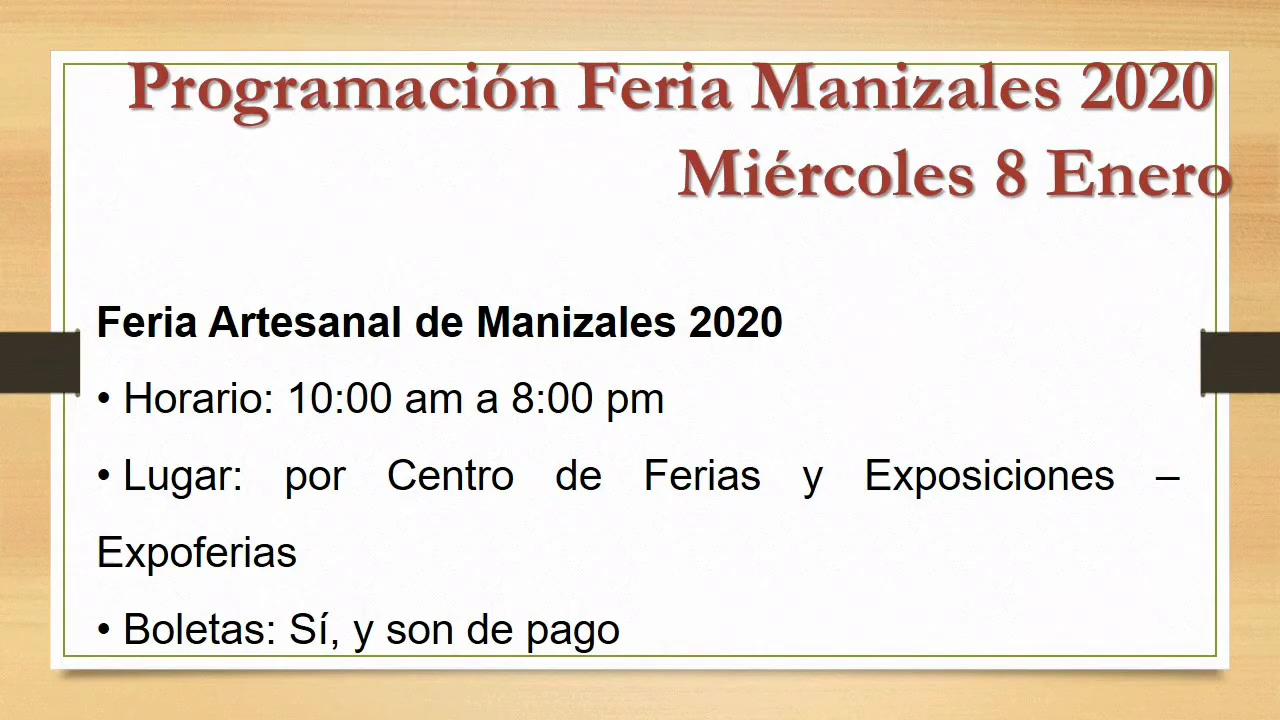 Programación Feria Manizales 2020
Miércoles 8 Enero
Feria Artesanal de Manizales 2020
• Horario: 10:00 am a 8:00 pm
• Lugar: por Centro de Ferias y Exposiciones –
Expoferias
• Boletas: Sí, y son de pago